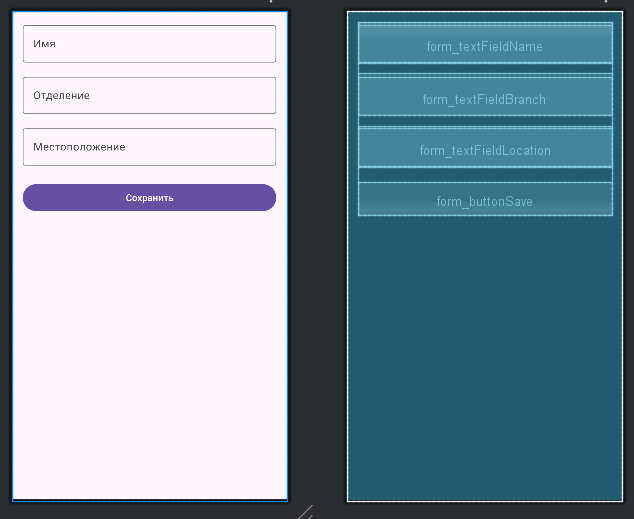 Имя
Отделение
Местоположение
Сохранить
form_textFieldName
form_textFieldBranch
form_textFieldLocation
form_buttonSave